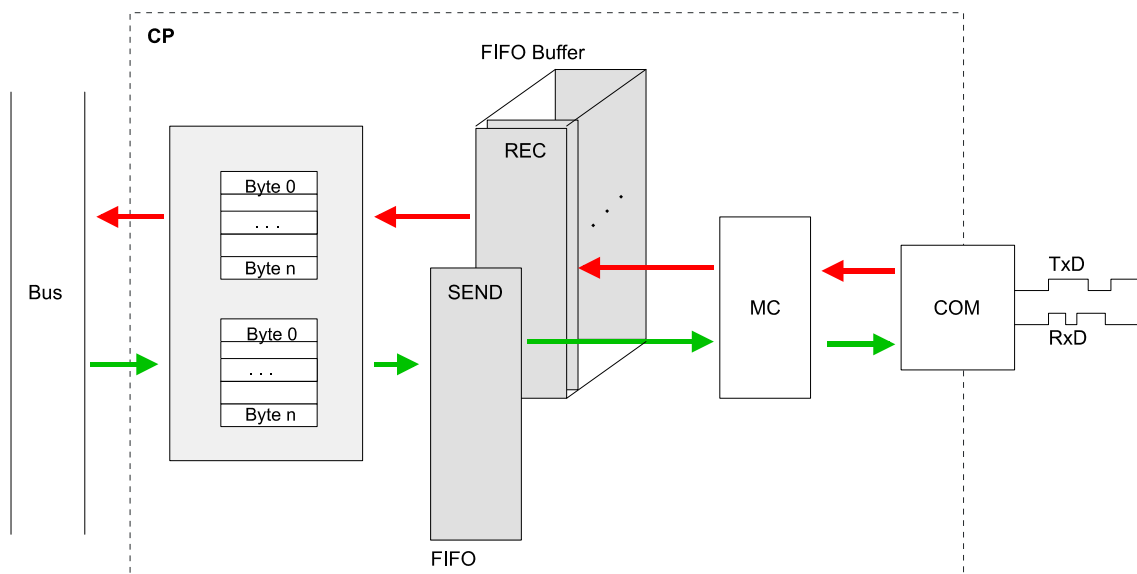 CP
FIFO Buffer
REC
Byte 0
. . .
Byte n
Bus
SEND
MC
COM
TxD
RxD
Byte 0
. . .
Byte n
FIFO